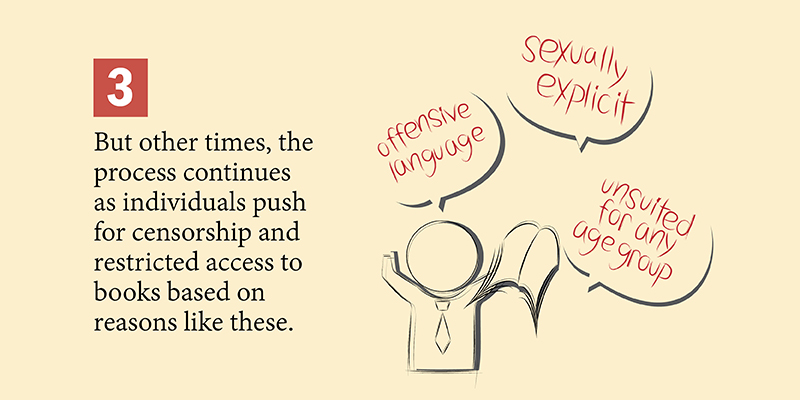 3
But other times, the
process continues
as individuals push
for censorship and
restricted access to
books based on
reasons like these.
offensive
language
sexually
explicit
unsuited
for any
age group